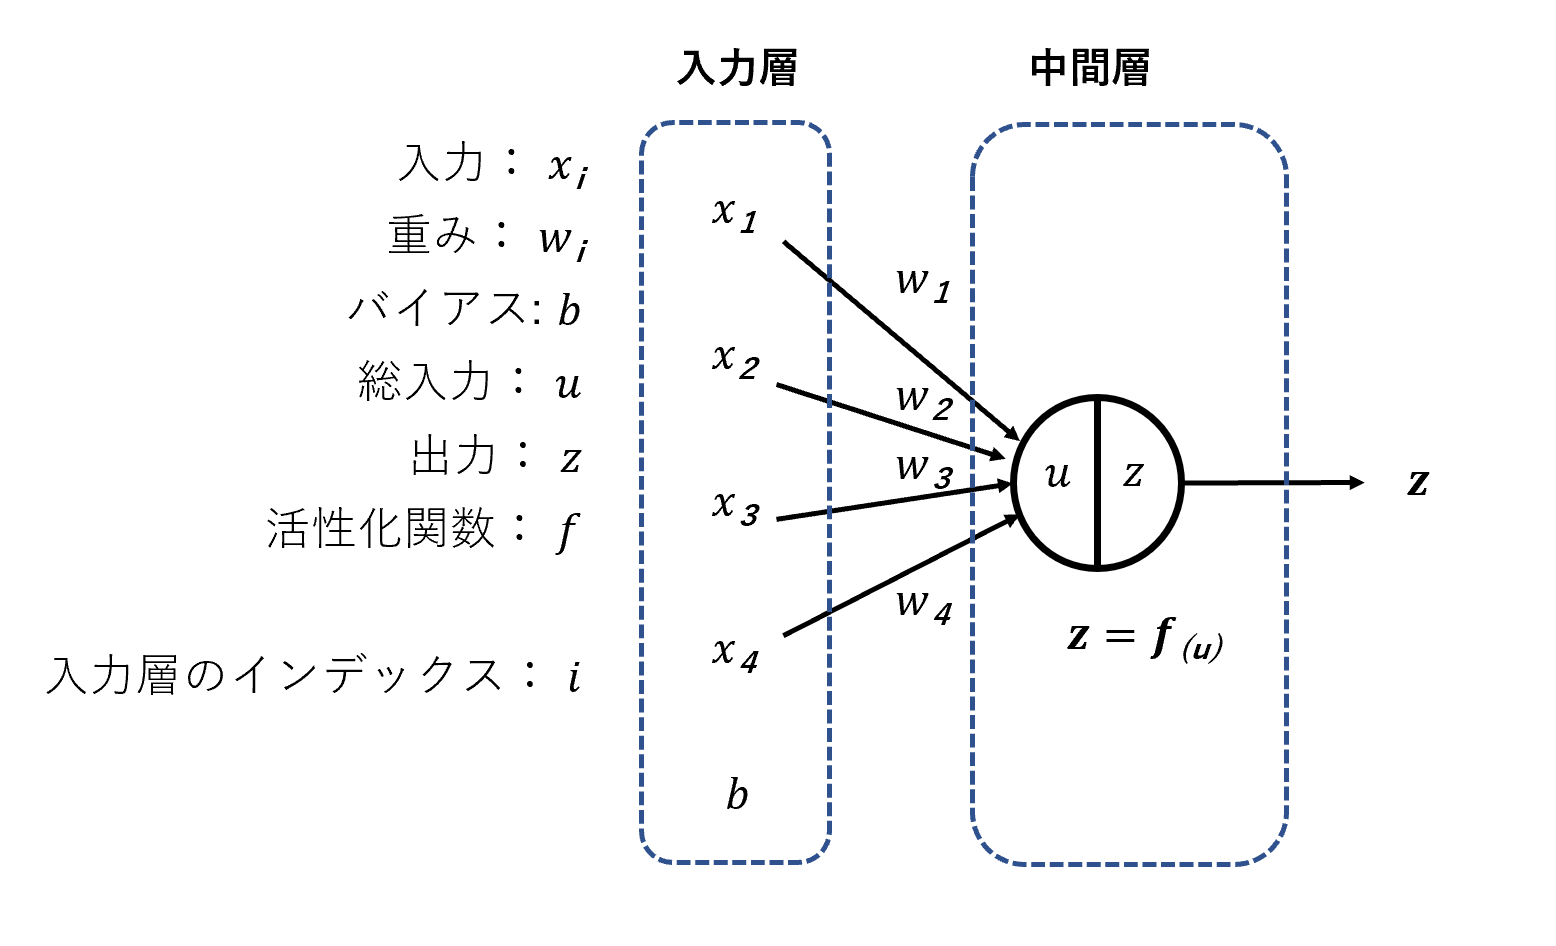 入力層
中間層
入力： xi
重み： wi
バイアス: b
総入力： u
出力： z
活性化関数： f
入力層のインデックス： i
x1
x2
x3
x4
b
w1
w2
w3
w4
u z
z = f(u)
z